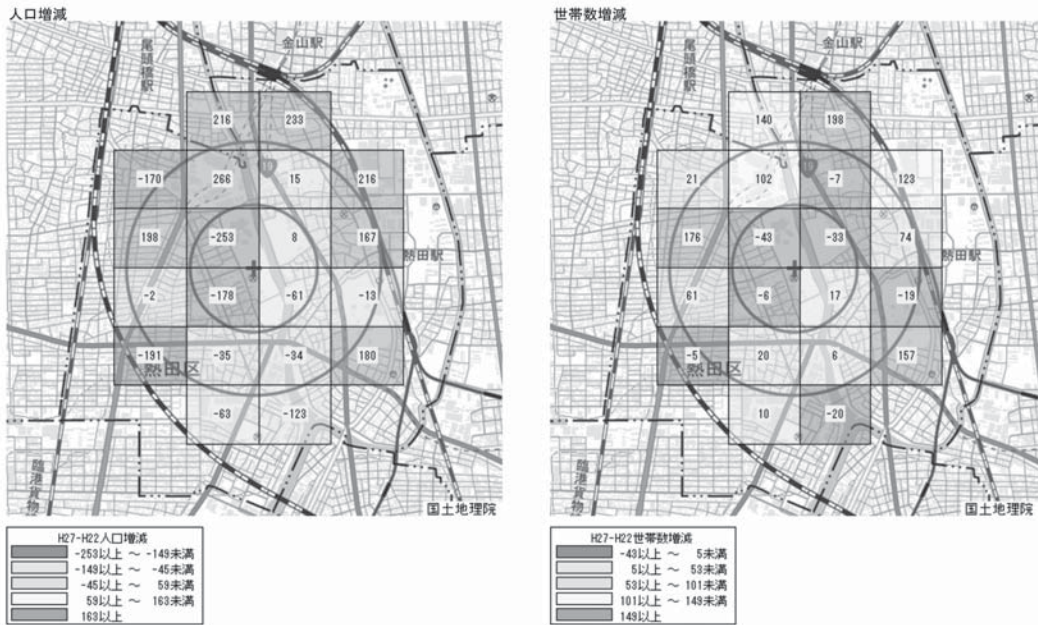 人口増減
尾頭橋駅
金山駅
216 233
-170 266 15 216
198 -253 8 167
熱田駅
-2 -178 -61 -13
-191 -35 -34 180
熱田区
-63 -123
臨港貨物
国土地理院
H27-H22人口増減
-253以上 ～ -149未満
-149以上 ～ -45未満
-45以上 ～ 59未満
59以上 ～ 163未満
163以上
世帯数増減
尾頭橋駅
金山駅
140 198
21 102 -7 123
176 -43 -33 74
熱田駅
61 -6 17 -19
-5 20 6 157
熱田区
10 -20
臨港貨物
国土地理院
H27-H22世帯数増減
-43以上 ～ 5未満
5以上 ～ 53未満
53以上 ～ 101未満
101以上 ～ 149未満
149以上